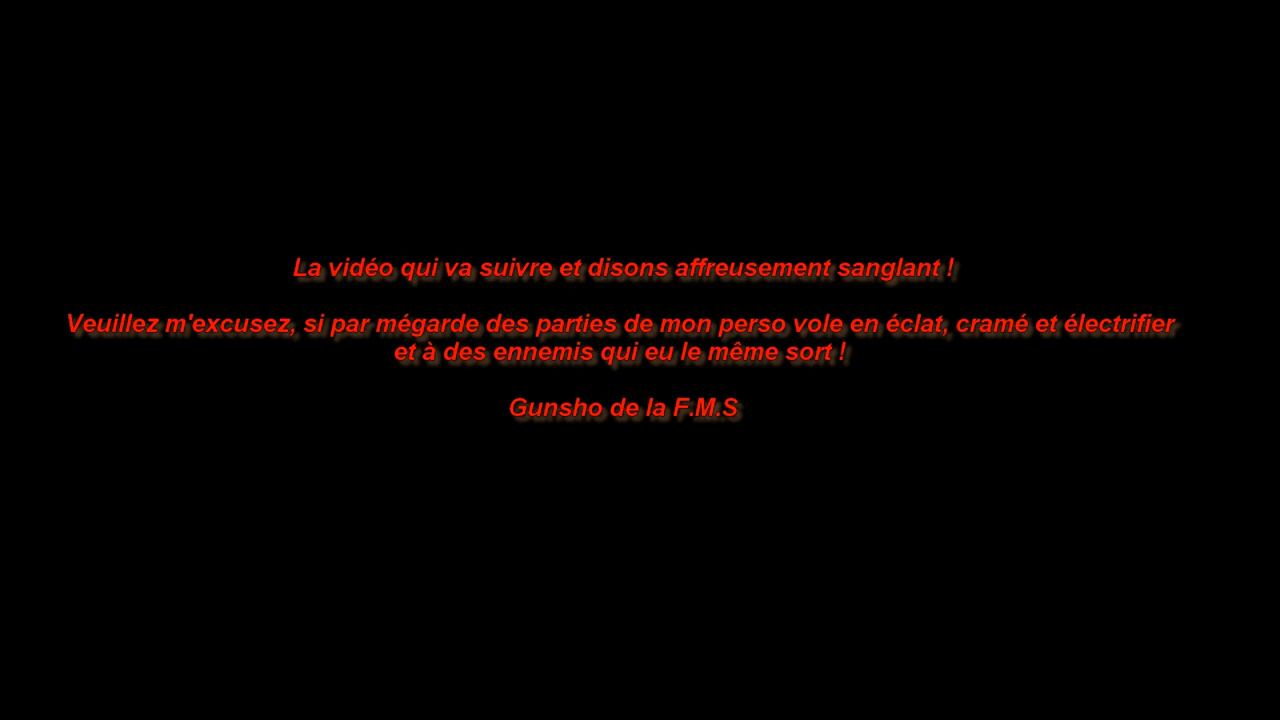 La vidéo qui va suivre et disons affreusement sanglant !
Veuillez m'excusez, si par mégarde des parties de mon perso vole en éclat, cramé et électrifier
et à des ennemis qui eu le même sort !
Gunsho de la F.M.S